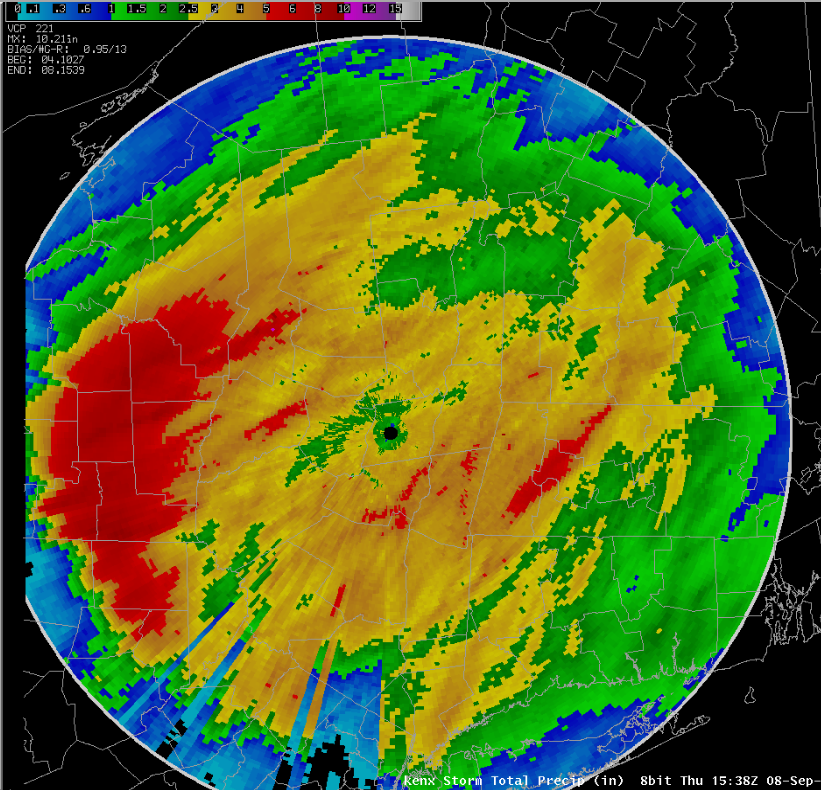 0 .1 .3 .6 1 1.5 2 2.5 3 4 5 6 8 10 12 15
VCP 221
MX: 10.21in
BIAS/#G-R: 0.95/13
BEG: 04.1027
END: 08.1539
Kenx Storm Total Precip (in) 8bit Thu 15:38Z 08-Sep-